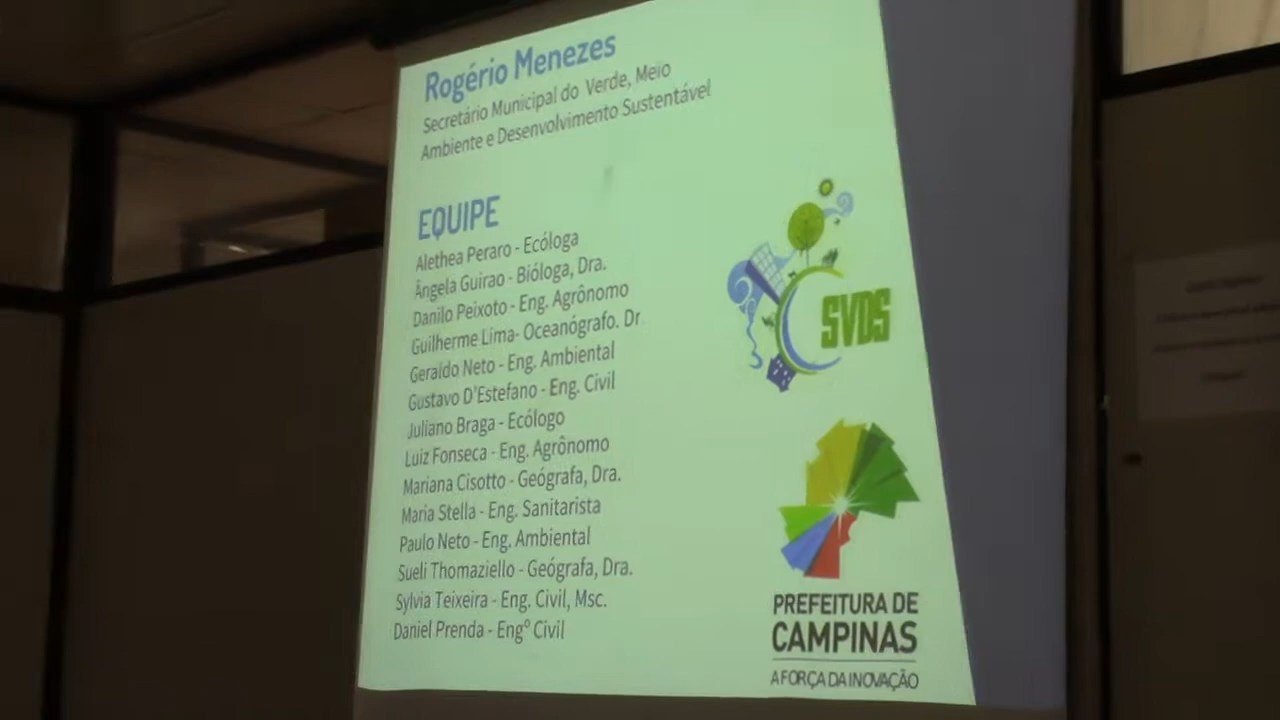 Rogério Menezes
Secretário Municipal do Verde, Meio
Ambiente e Desenvolvimento Sustentável
EQUIPE
Alethea Peraro - Ecóloga
Ângela Guirao - Bióloga, Dra.
Danilo Peixoto - Eng. Agrônomo
Guilherme Lima- Oceanógrafo. Dr
Geraldo Neto - Eng. Ambiental
Gustavo D'Estefano - Eng. Civil
Juliano Braga - Ecólogo
Luiz Fonseca - Eng. Agrônomo
Mariana Cisotto - Geógrafa, Dra.
Maria Stella - Eng. Sanitarista
Paulo Neto - Eng. Ambiental
Sueli Thomaziello - Geógrafa, Dra.
Sylvia Teixeira - Eng. Civil, Msc.
Daniel Prenda - Engº Civil
SVDS
PREFEITURA DE
CAMPINAS
A FORÇA DA INOVAÇÃO